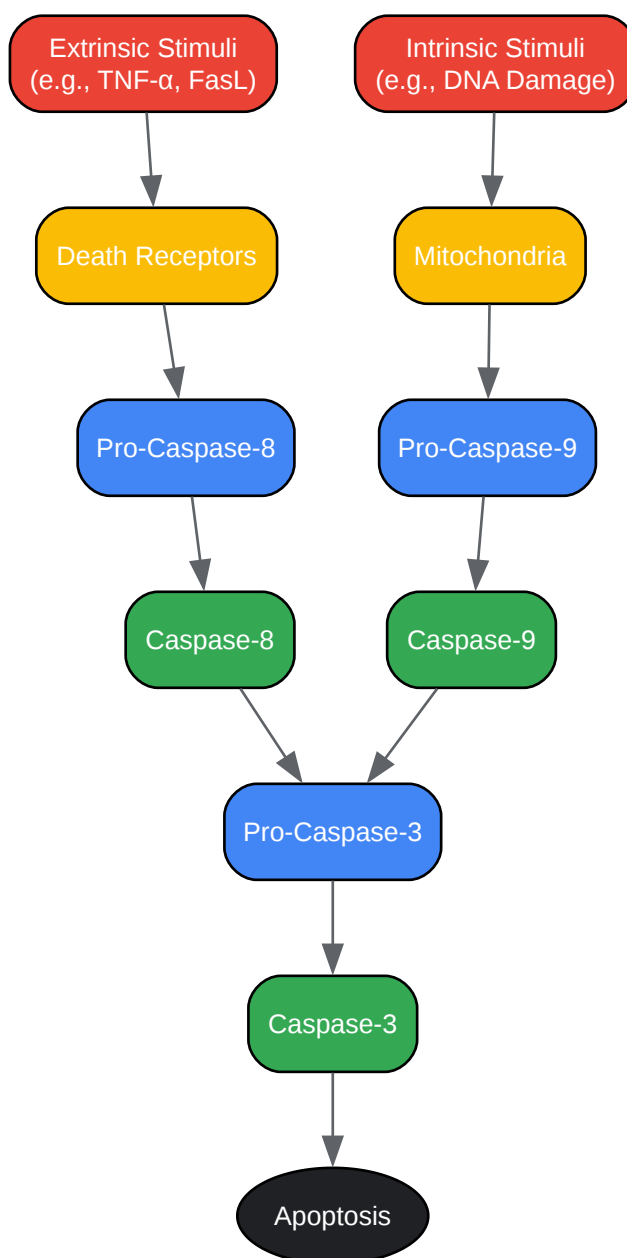 Extrinsic Stimuli
(e.g., TNF-α, FasL)
Intrinsic Stimuli
(e.g., DNA Damage)
Death Receptors
Mitochondria
Pro-Caspase-8
Pro-Caspase-9
Caspase-8
Caspase-9
Pro-Caspase-3
Caspase-3
Apoptosis